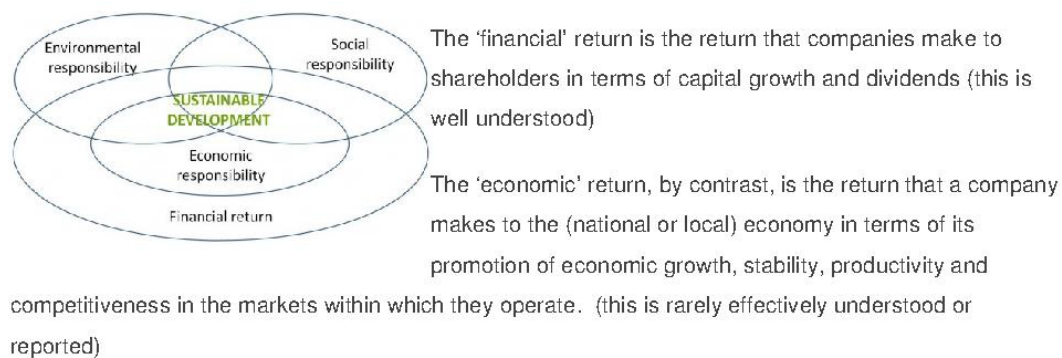 Environmental
responsibility
Social
responsibility
SUSTAINABLE
DEVELOPMENT
Economic
responsibility
Financial return
The ‘financial’ return is the return that companies make to
shareholders in terms of capital growth and dividends (this is
well understood)
The ‘economic’ return, by contrast, is the return that a company
makes to the (national or local) economy in terms of its
promotion of economic growth, stability, productivity and
competitiveness in the markets within which they operate.  (this is rarely effectively understood or
reported)